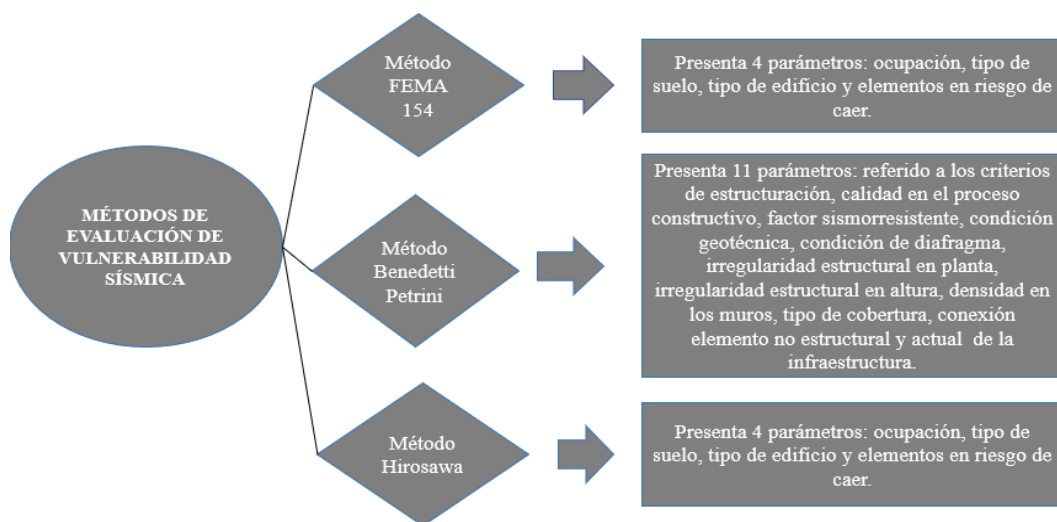 MÉTODOS DE
EVALUACIÓN DE
VULNERABILIDAD
SÍSMICA
Método
FEMA
154
Presenta 4 parámetros: ocupación, tipo de
suelo, tipo de edificio y elementos en riesgo de
caer.
Método
Benedetti
Petrini
Presenta 11 parámetros: referido a los criterios
de estructuración, calidad en el proceso
constructivo, factor sismorresistente, condición
geotécnica, condición de diafragma,
irregularidad estructural en planta,
irregularidad estructural en altura, densidad en
los muros, tipo de cobertura, conexión
elemento no estructural y actual de la
infraestructura.
Método
Hirosawa
Presenta 4 parámetros: ocupación, tipo de
suelo, tipo de edificio y elementos en riesgo de
caer.